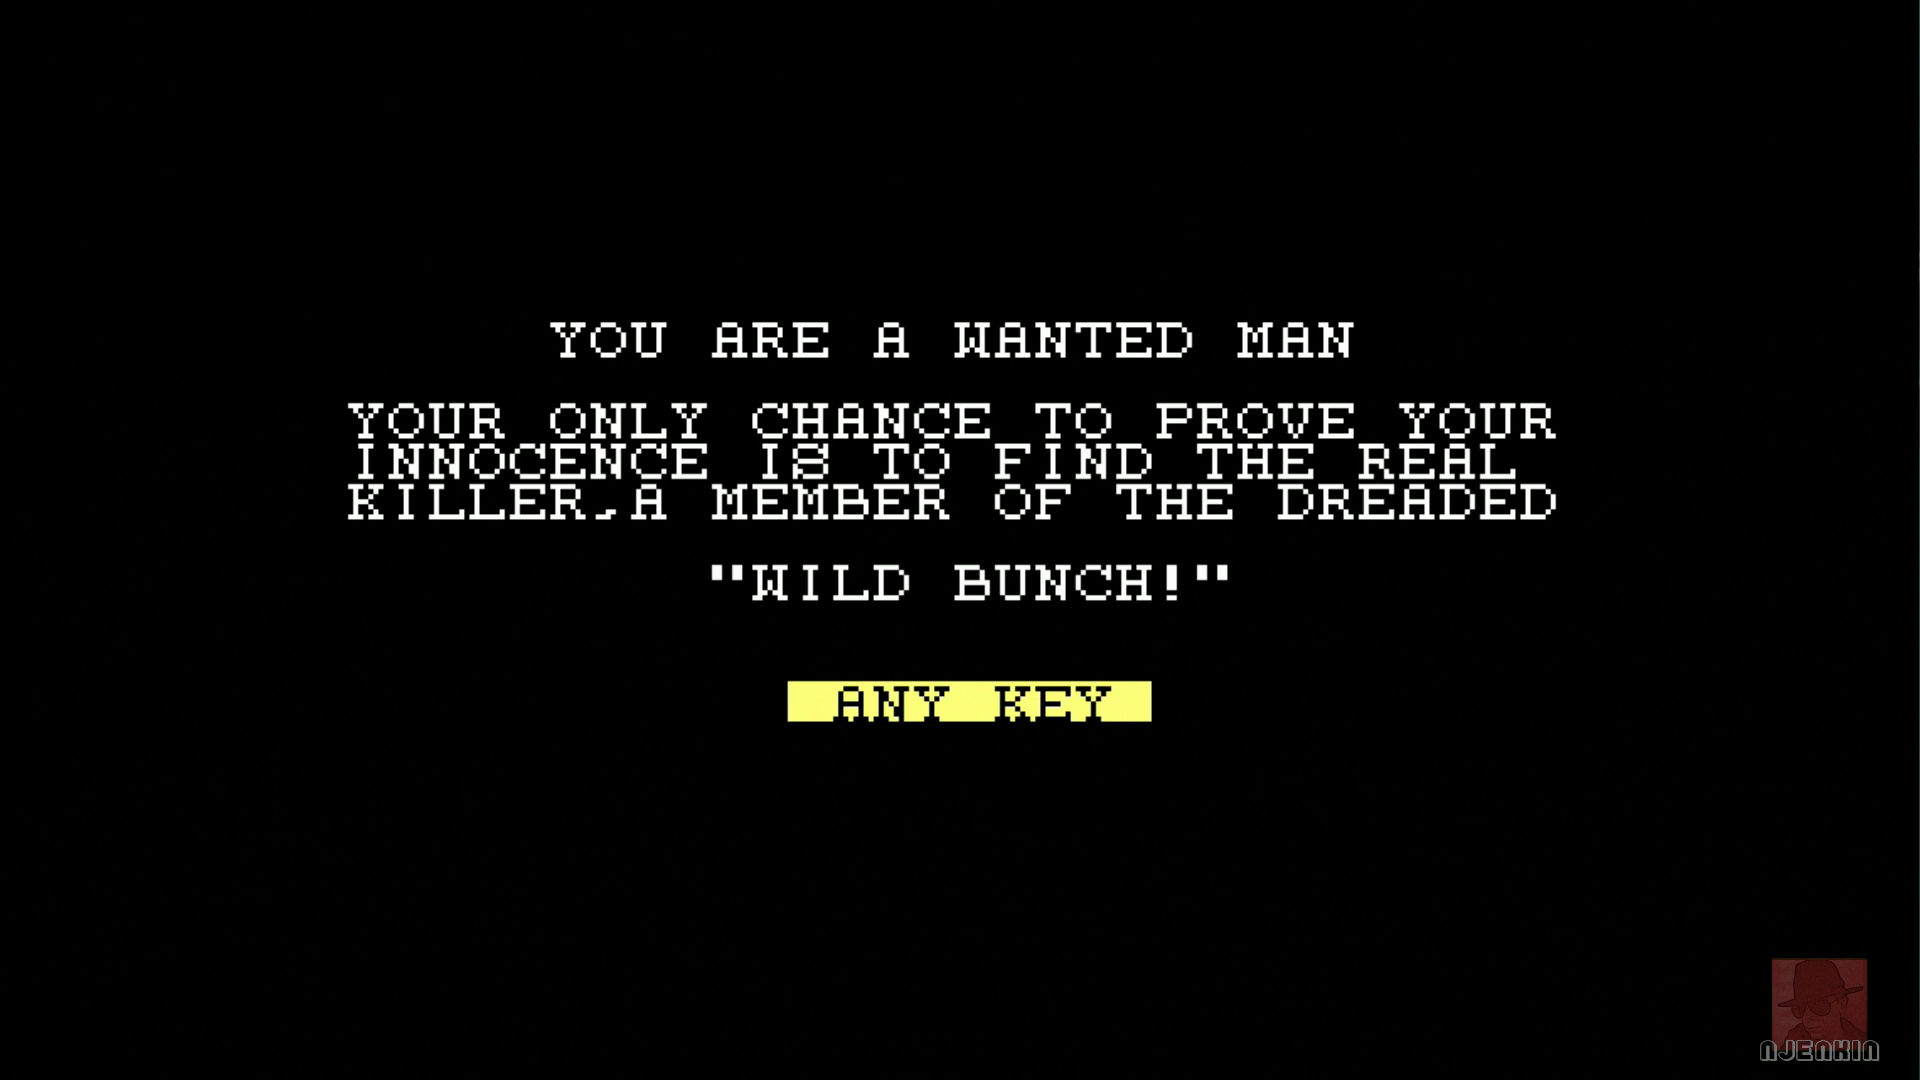 YOU ARE A WANTED MAN
YOUR ONLY CHANCE TO PROVE YOUR
INNOCENCE IS TO FIND THE REAL
KILLER,A MEMBER OF THE DREADED
"WILD BUNCH!"
ANY KEY
NJENKIN